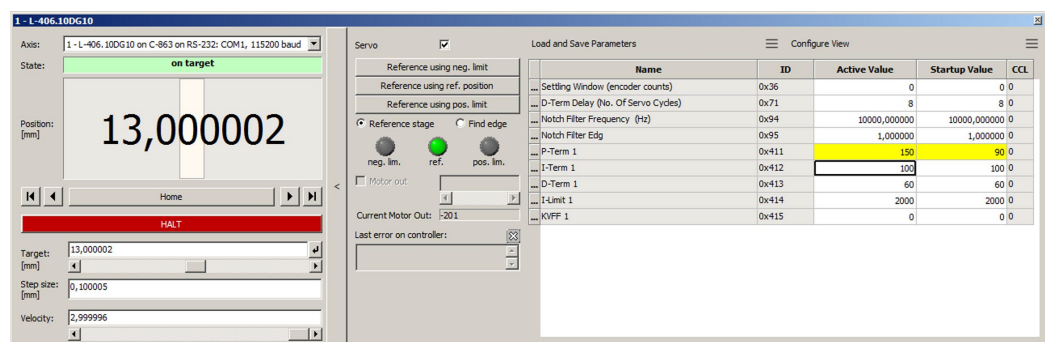 1 - L-406.10DG10
Axis: 1 - L-406.10DG10 on C-863 on RS-232: COM1, 115200 baud
State: on target
Position: [mm] 13,000002
Home
HALT
Target: [mm] 13,000002
Step size: [mm] 0,100005
Velocity: 2,999996
<
Servo
Reference using neg. limit
Reference using ref. position
Reference using pos. limit
Reference stage Find edge
neg. lim. ref. pos. lim.
Motor out
Current Motor Out: -201
Last error on controller:
Load and Save Parameters Configure View
Name ID Active Value Startup Value CCL
... Settling Window (encoder counts) 0x36 0 0 0
... D-Term Delay (No. Of Servo Cycles) 0x71 8 8 0
... Notch Filter Frequency (Hz) 0x94 10000,000000 10000,000000 0
... Notch Filter Edg 0x95 1,000000 1,000000 0
... P-Term 1 0x411 150 90 0
... I-Term 1 0x412 100 100 0
... D-Term 1 0x413 60 60 0
... I-Limit 1 0x414 2000 2000 0
... KVFF 1 0x415 0 0 0